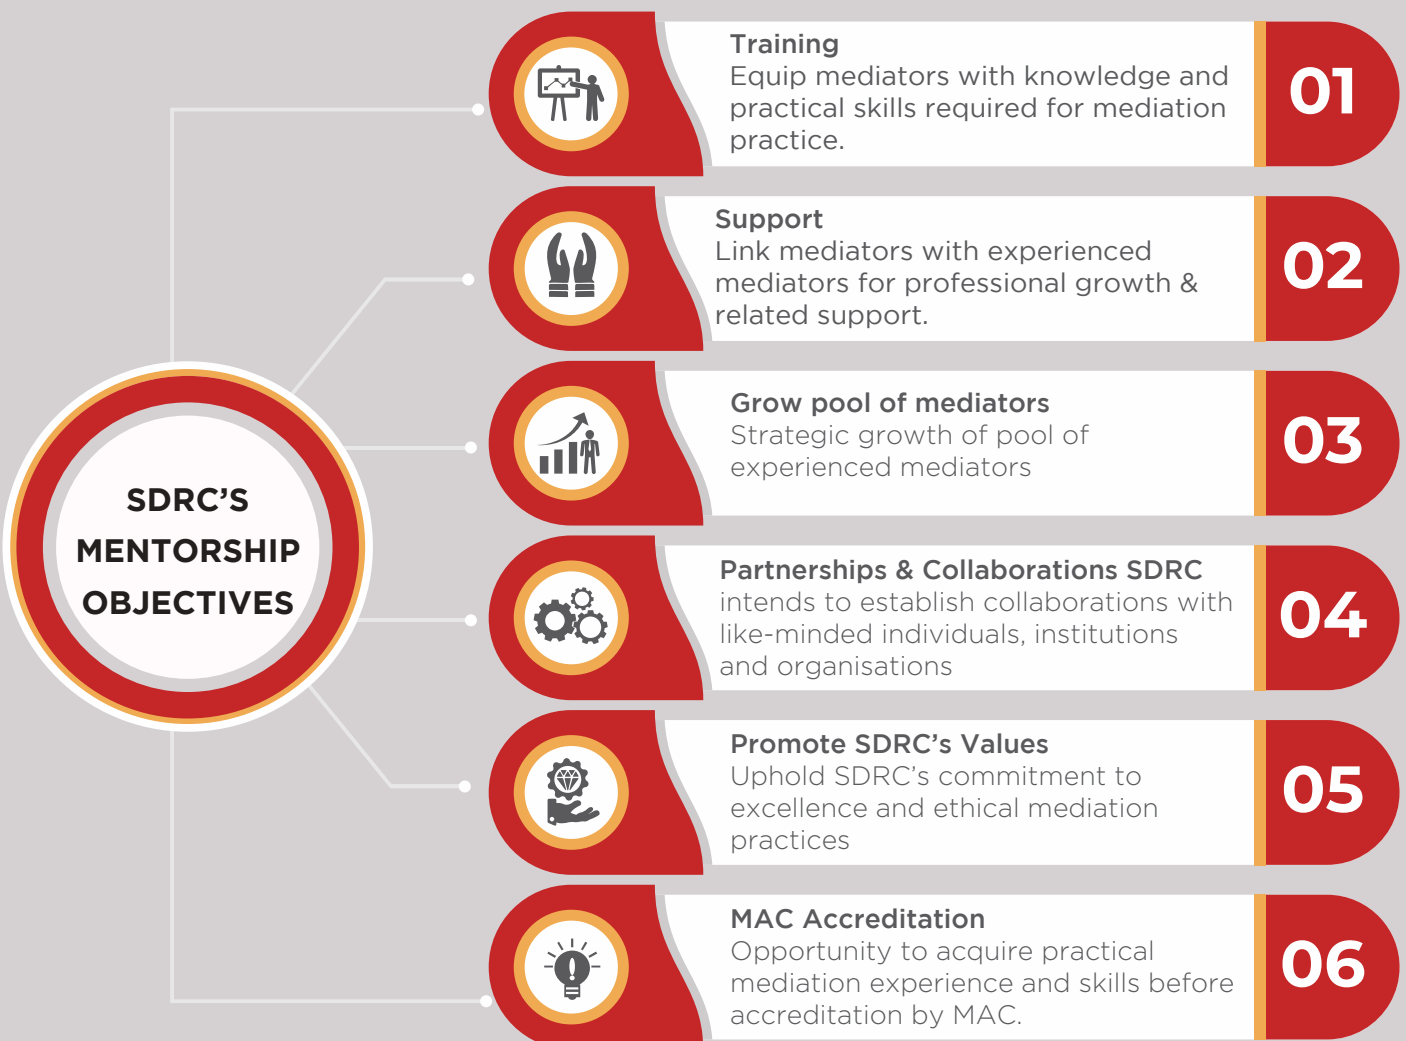 SDRC’S
MENTORSHIP
OBJECTIVES
Training
Equip mediators with knowledge and
practical skills required for mediation
practice.
01
Support
Link mediators with experienced
mediators for professional growth &
related support.
02
Grow pool of mediators
Strategic growth of pool of
experienced mediators
03
Partnerships & Collaborations SDRC
intends to establish collaborations with
like-minded individuals, institutions
and organisations
04
Promote SDRC’s Values
Uphold SDRC’s commitment to
excellence and ethical mediation
practices
05
MAC Accreditation
Opportunity to acquire practical
mediation experience and skills before
accreditation by MAC.
06